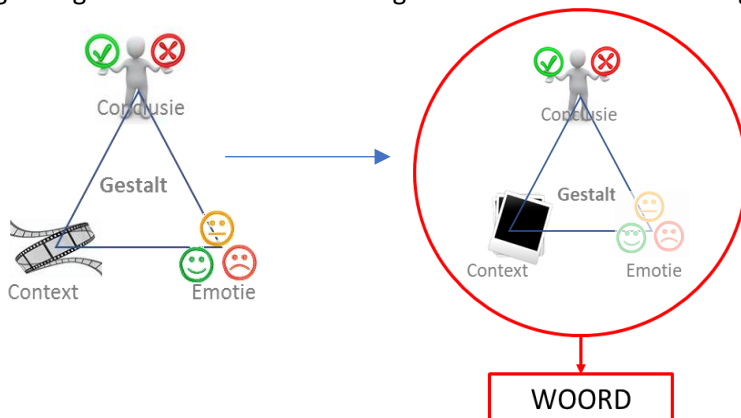 Conclusie
Gestalt
Context
Emotie
Conclusie
Gestalt
Context
Emotie
WOORD